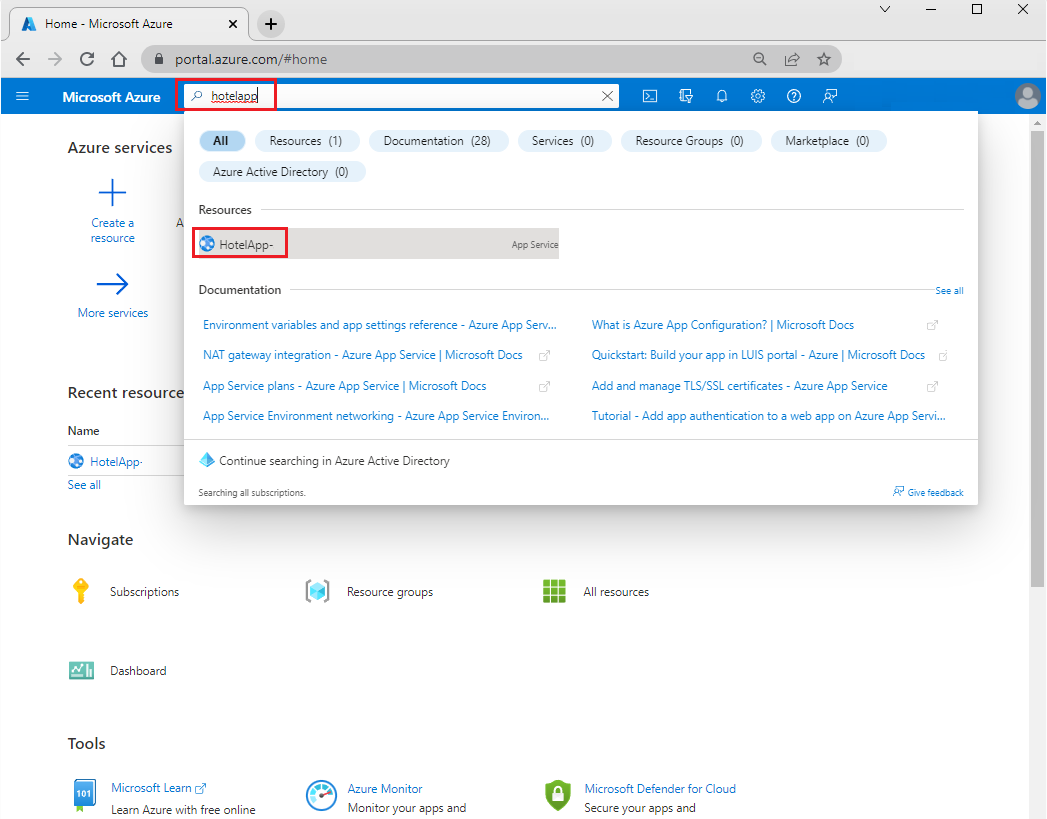 Home - Microsoft Azure
portal.azure.com/#home
Microsoft Azure
hotelapp
All
Resources (1)
Documentation (28)
Services (0)
Resource Groups (0)
Marketplace (0)
Azure Active Directory (0)
Resources
HotelApp-
App Service
Documentation
See all
Environment variables and app settings reference - Azure App Serv...
What is Azure App Configuration? | Microsoft Docs
NAT gateway integration - Azure App Service | Microsoft Docs
Quickstart: Build your app in LUIS portal - Azure | Microsoft Docs
App Service plans - Azure App Service | Microsoft Docs
Add and manage TLS/SSL certificates - Azure App Service
App Service Environment networking - Azure App Service Environ...
Tutorial - Add app authentication to a web app on Azure App Servi...
Continue searching in Azure Active Directory
Searching all subscriptions.
Give feedback
Azure services
Create a
resource
A
More services
Recent resource
Name
HotelApp-
See all
Navigate
Subscriptions
Resource groups
All resources
Dashboard
Tools
101
Microsoft Learn
Learn Azure with free online
Azure Monitor
Monitor your apps and
Microsoft Defender for Cloud
Secure your apps and